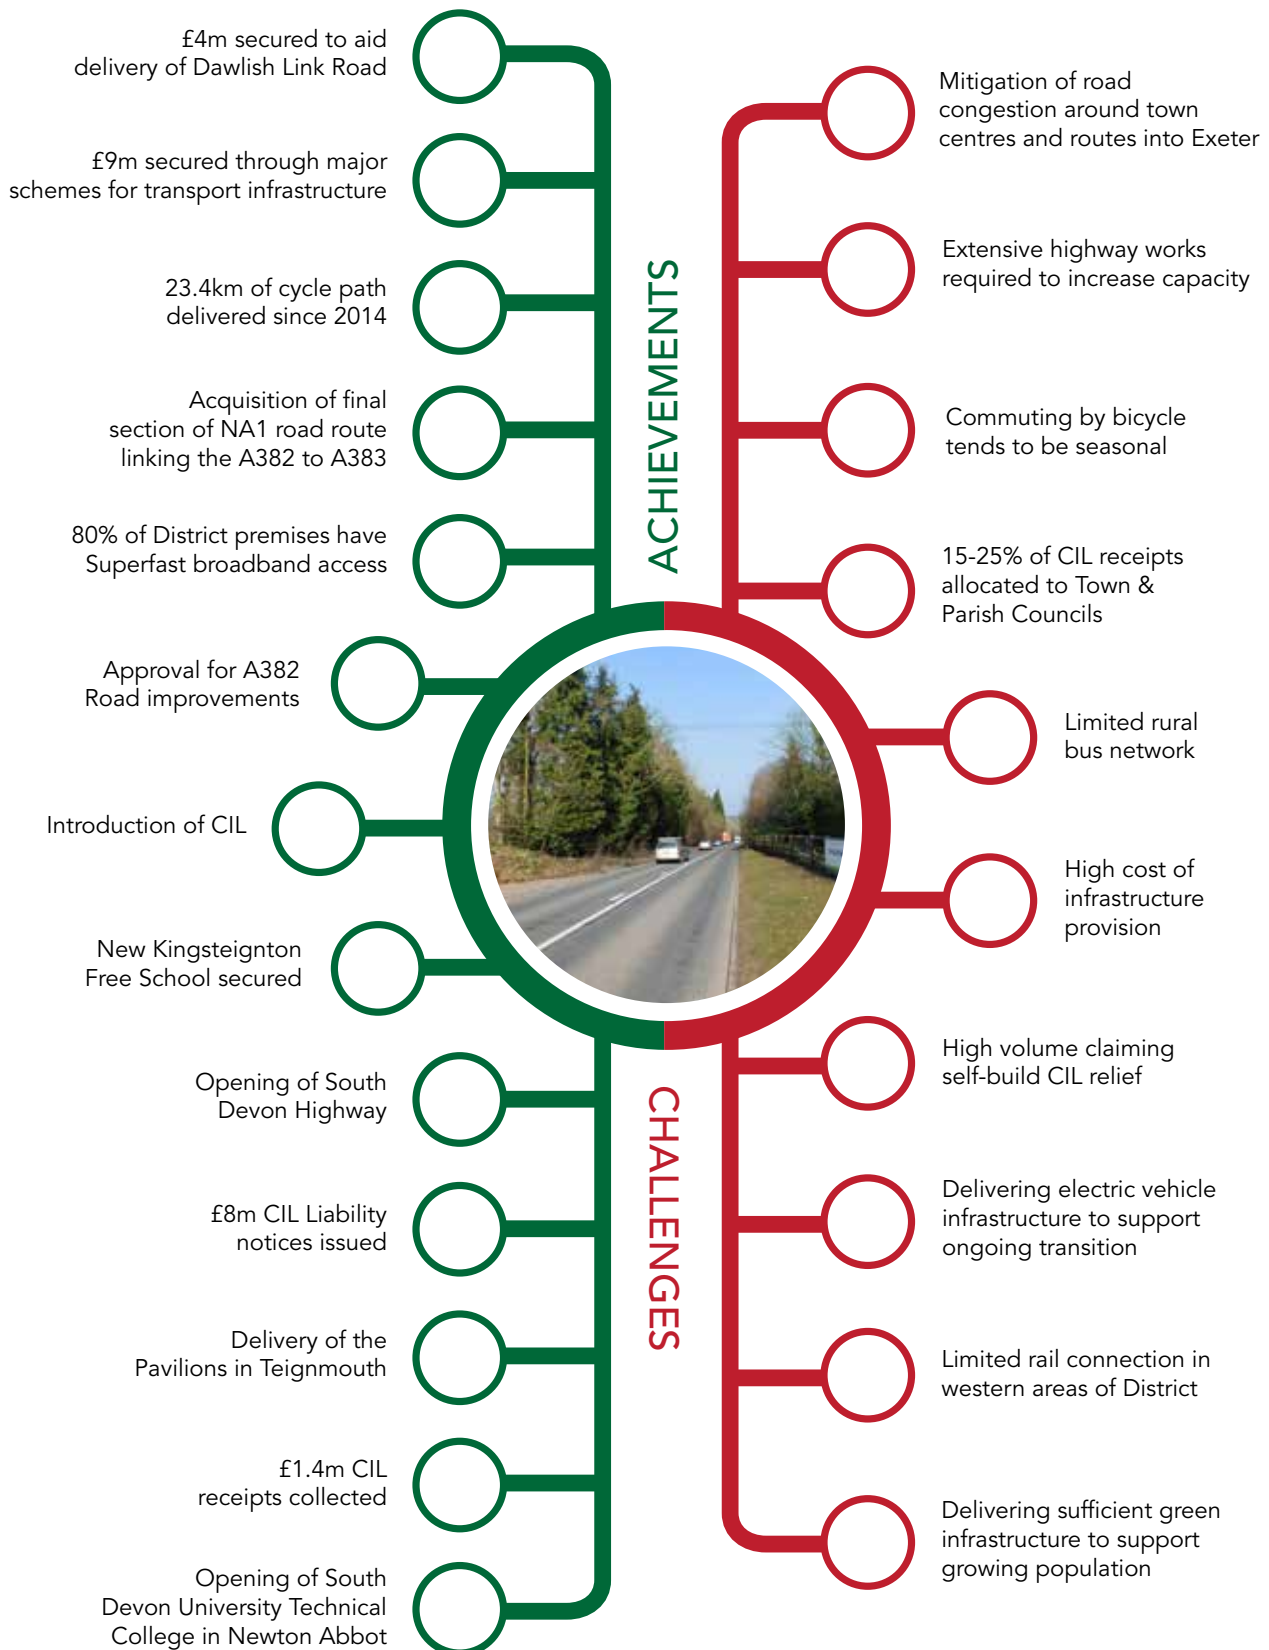 £4m secured to aid
delivery of Dawlish Link Road
£9m secured through major
schemes for transport infrastructure
23.4km of cycle path
delivered since 2014
Acquisition of final
section of NA1 road route
linking the A382 to A383
80% of District premises have
Superfast broadband access
Approval for A382
Road improvements
Introduction of CIL
New Kingsteignton
Free School secured
Opening of South
Devon Highway
£8m CIL Liability
notices issued
Delivery of the
Pavilions in Teignmouth
£1.4m CIL
receipts collected
Opening of South
Devon University Technical
College in Newton Abbot
ACHIEVEMENTS
CHALLENGES
Mitigation of road
congestion around town
centres and routes into Exeter
Extensive highway works
required to increase capacity
Commuting by bicycle
tends to be seasonal
15-25% of CIL receipts
allocated to Town &
Parish Councils
Limited rural
bus network
High cost of
infrastructure
provision
High volume claiming
self-build CIL relief
Delivering electric vehicle
infrastructure to support
ongoing transition
Limited rail connection in
western areas of District
Delivering sufficient green
infrastructure to support
growing population